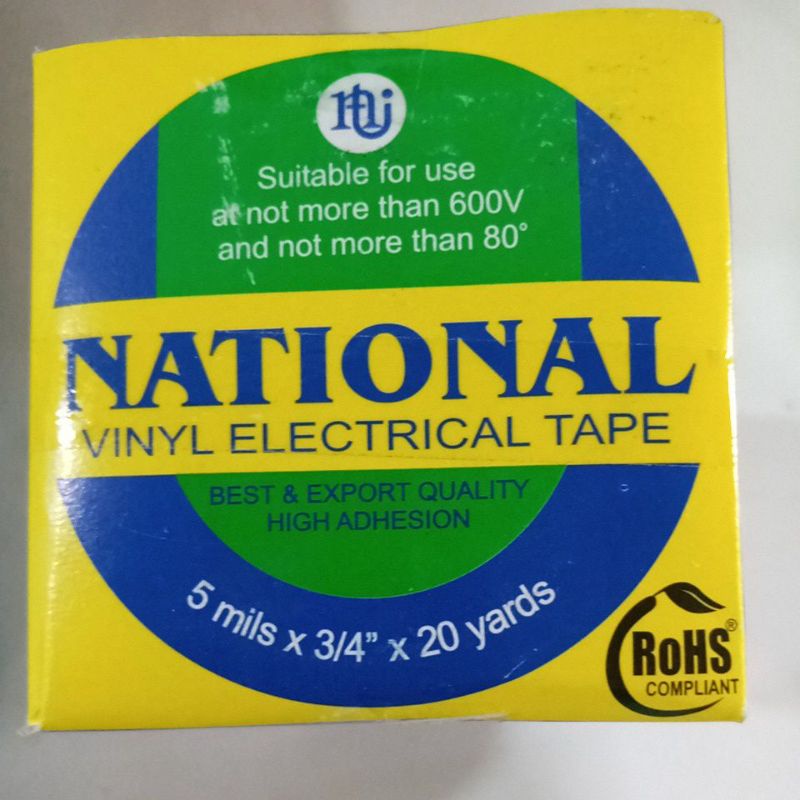 Suitable for use
at not more than 600V
and not more than 80°
NATIONAL
VINYL ELECTRICAL TAPE
BEST & EXPORT QUALITY
HIGH ADHESION
5 mils x 3/4" x 20 yards
RoHS®
COMPLIANT